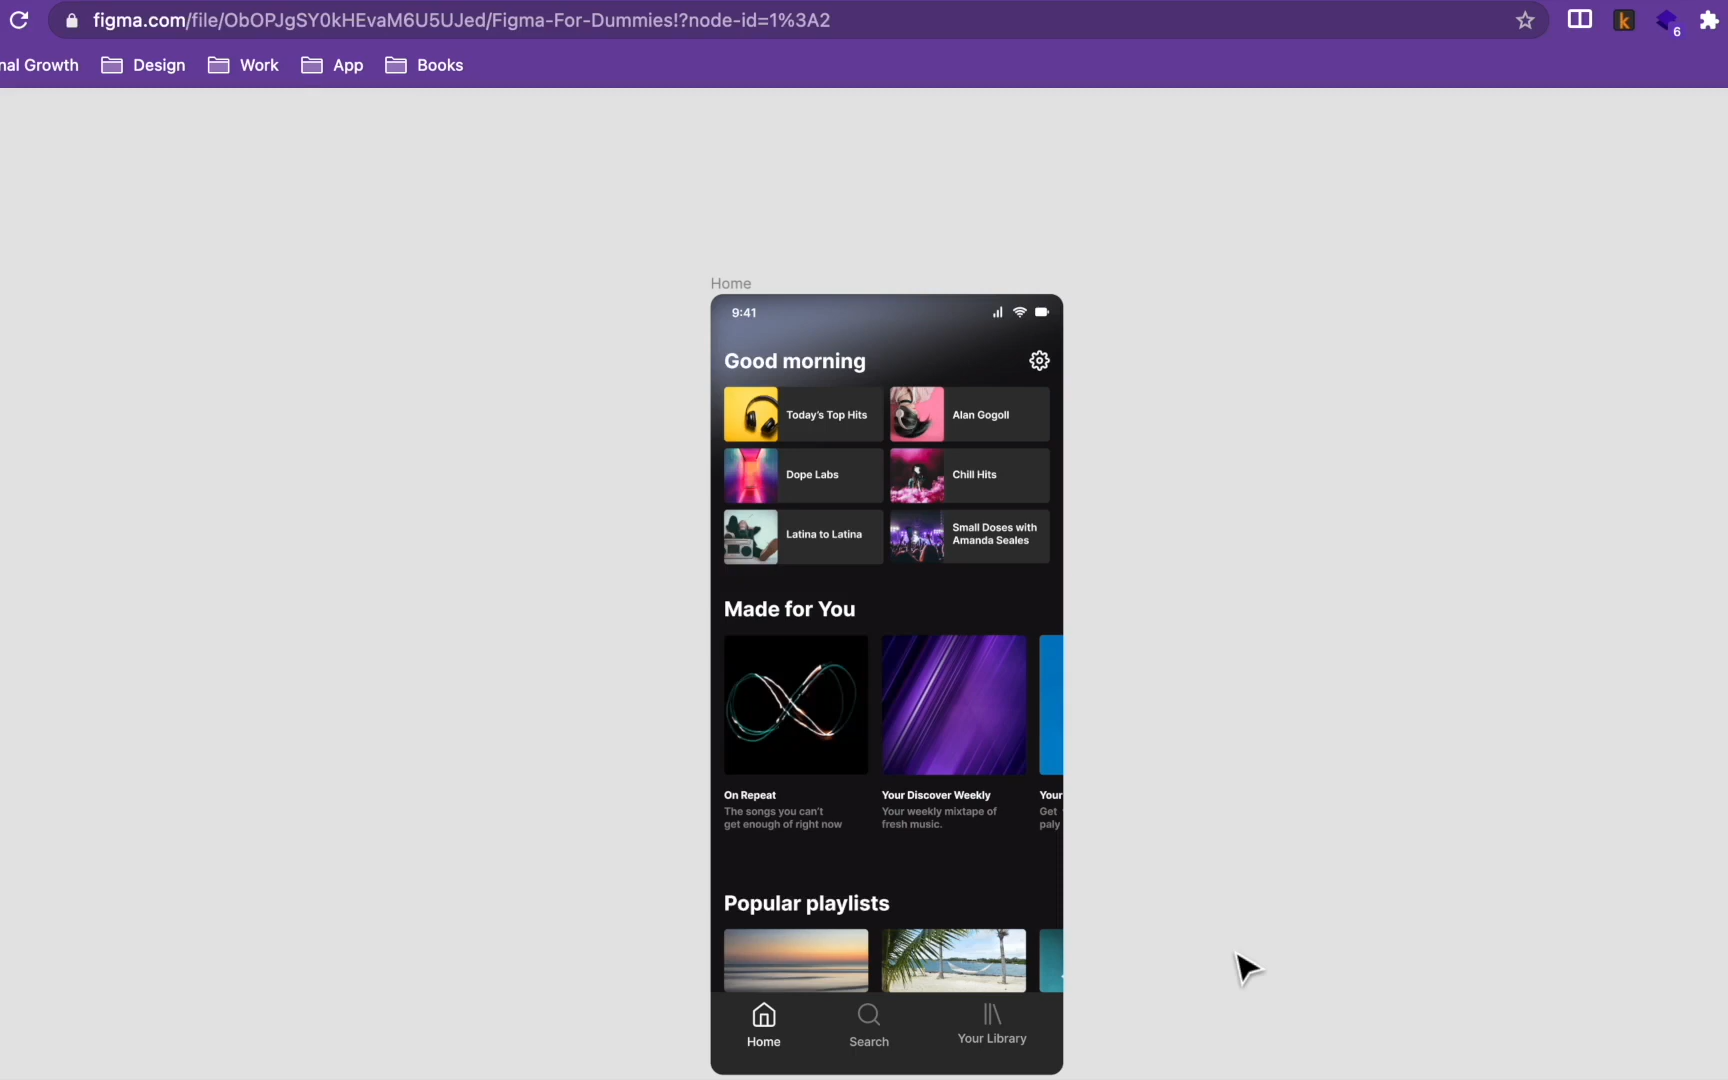 figma.com/file/ObOPJgSY0kHEvaM6U5UJed/Figma-For-Dummies!?node-id=1%3A2
k
6
nal Growth
Design
Work
App
Books
Home
9:41
Good morning
Today's Top Hits
Alan Gogoll
Dope Labs
Chill Hits
Latina to Latina
Small Doses with
Amanda Seales
Made for You
On Repeat
Your Discover Weekly
Your
The songs you can't
Your weekly mixtape of
Get
get enough of right now
fresh music.
paly
Popular playlists
Home
Search
Your Library